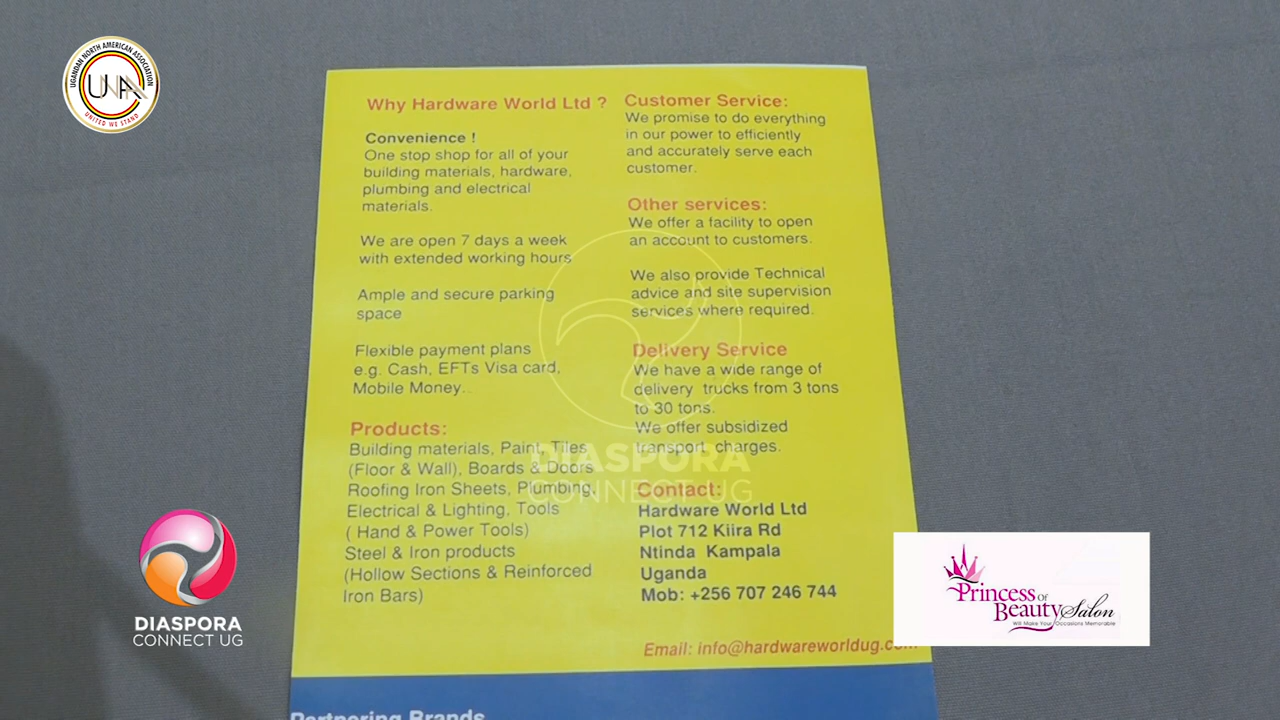 UGANDAN NORTH AMERICAN ASSOCIATION
UNAA
UNITED WE STAND
Why Hardware World Ltd ?
Convenience !
One stop shop for all of your
building materials, hardware,
plumbing and electrical
materials.
We are open 7 days a week
with extended working hours
Ample and secure parking
space
Flexible payment plans
e.g. Cash, EFTs Visa card,
Mobile Money..
Products:
Building materials, Paint, Tiles
(Floor & Wall), Boards & Doors
Roofing Iron Sheets, Plumbing,
Electrical & Lighting, Tools
( Hand & Power Tools)
Steel & Iron products
(Hollow Sections & Reinforced
Iron Bars)
Customer Service:
We promise to do everything
in our power to efficiently
and accurately serve each
customer.
Other services:
We offer a facility to open
an account to customers.
We also provide Technical
advice and site supervision
services where required.
Delivery Service
We have a wide range of
delivery trucks from 3 tons
to 30 tons.
We offer subsidized
transport charges.
Contact:
Hardware World Ltd
Plot 712 Kiira Rd
Ntinda Kampala
Uganda
Mob: +256 707 246 744
Email: info@hardwareworldug.com
Partnering Brands
DIASPORA
CONNECT UG
DIASPORA
CONNECT UG
Princess OF
Beauty Salon
Will Make Your Occasions Memorable